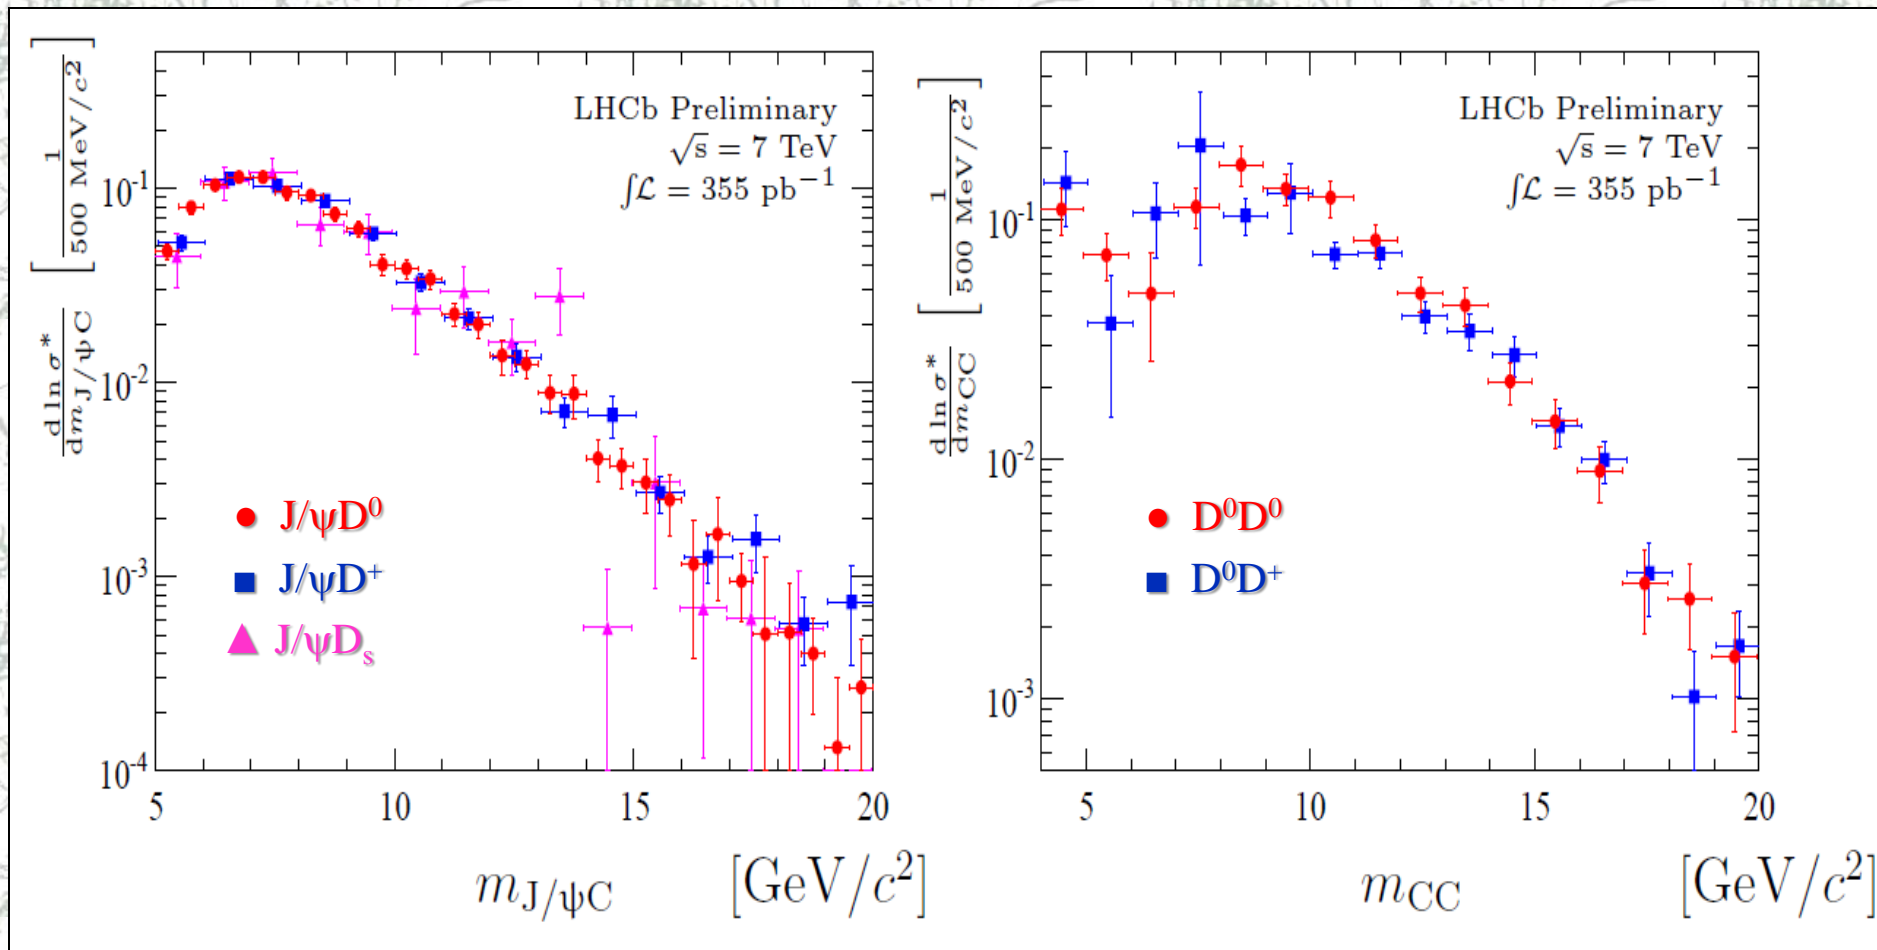 LHCb Preliminary
√s = 7 TeV
∫ℒ = 355 pb⁻¹
d ln σ* / dm_J/ψC [1 / 500 MeV/c²]
10⁻¹
10⁻²
10⁻³
10⁻⁴
J/ψD⁰
J/ψD⁺
J/ψDₛ
5 10 15 20
m_J/ψC [GeV/c²]
LHCb Preliminary
√s = 7 TeV
∫ℒ = 355 pb⁻¹
d ln σ* / dm_CC [1 / 500 MeV/c²]
10⁻¹
10⁻²
10⁻³
D⁰D⁰
D⁰D⁺
5 10 15 20
m_CC [GeV/c²]